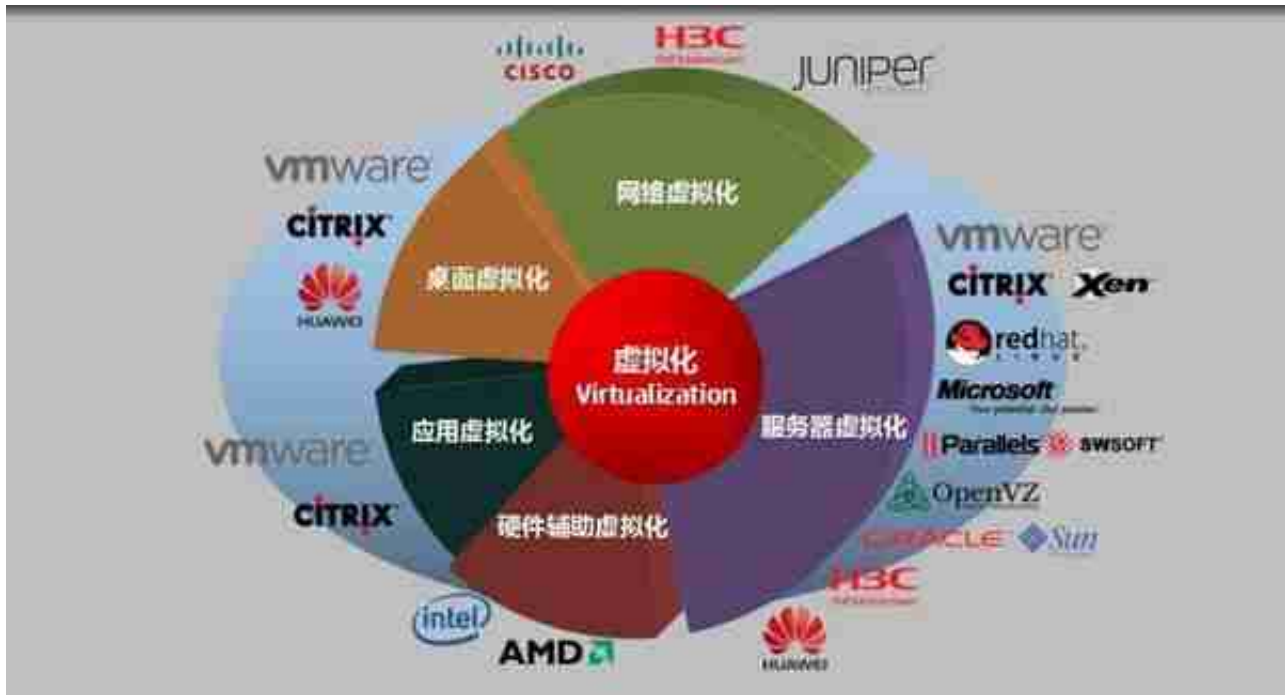 CISCO
H3C
JUNIPER
vmware
CITRIX
HUAWEI
网络虚拟化
桌面虚拟化
vmware
CITRIX Xen
redhat
Microsoft
虚拟化
Virtualization
应用虚拟化
服务器虚拟化
Parallels SWSOFT
vmware
OpenVZ
CITRIX
硬件辅助虚拟化
ORACLE Sun
H3C
intel
AMD
HUAWEI